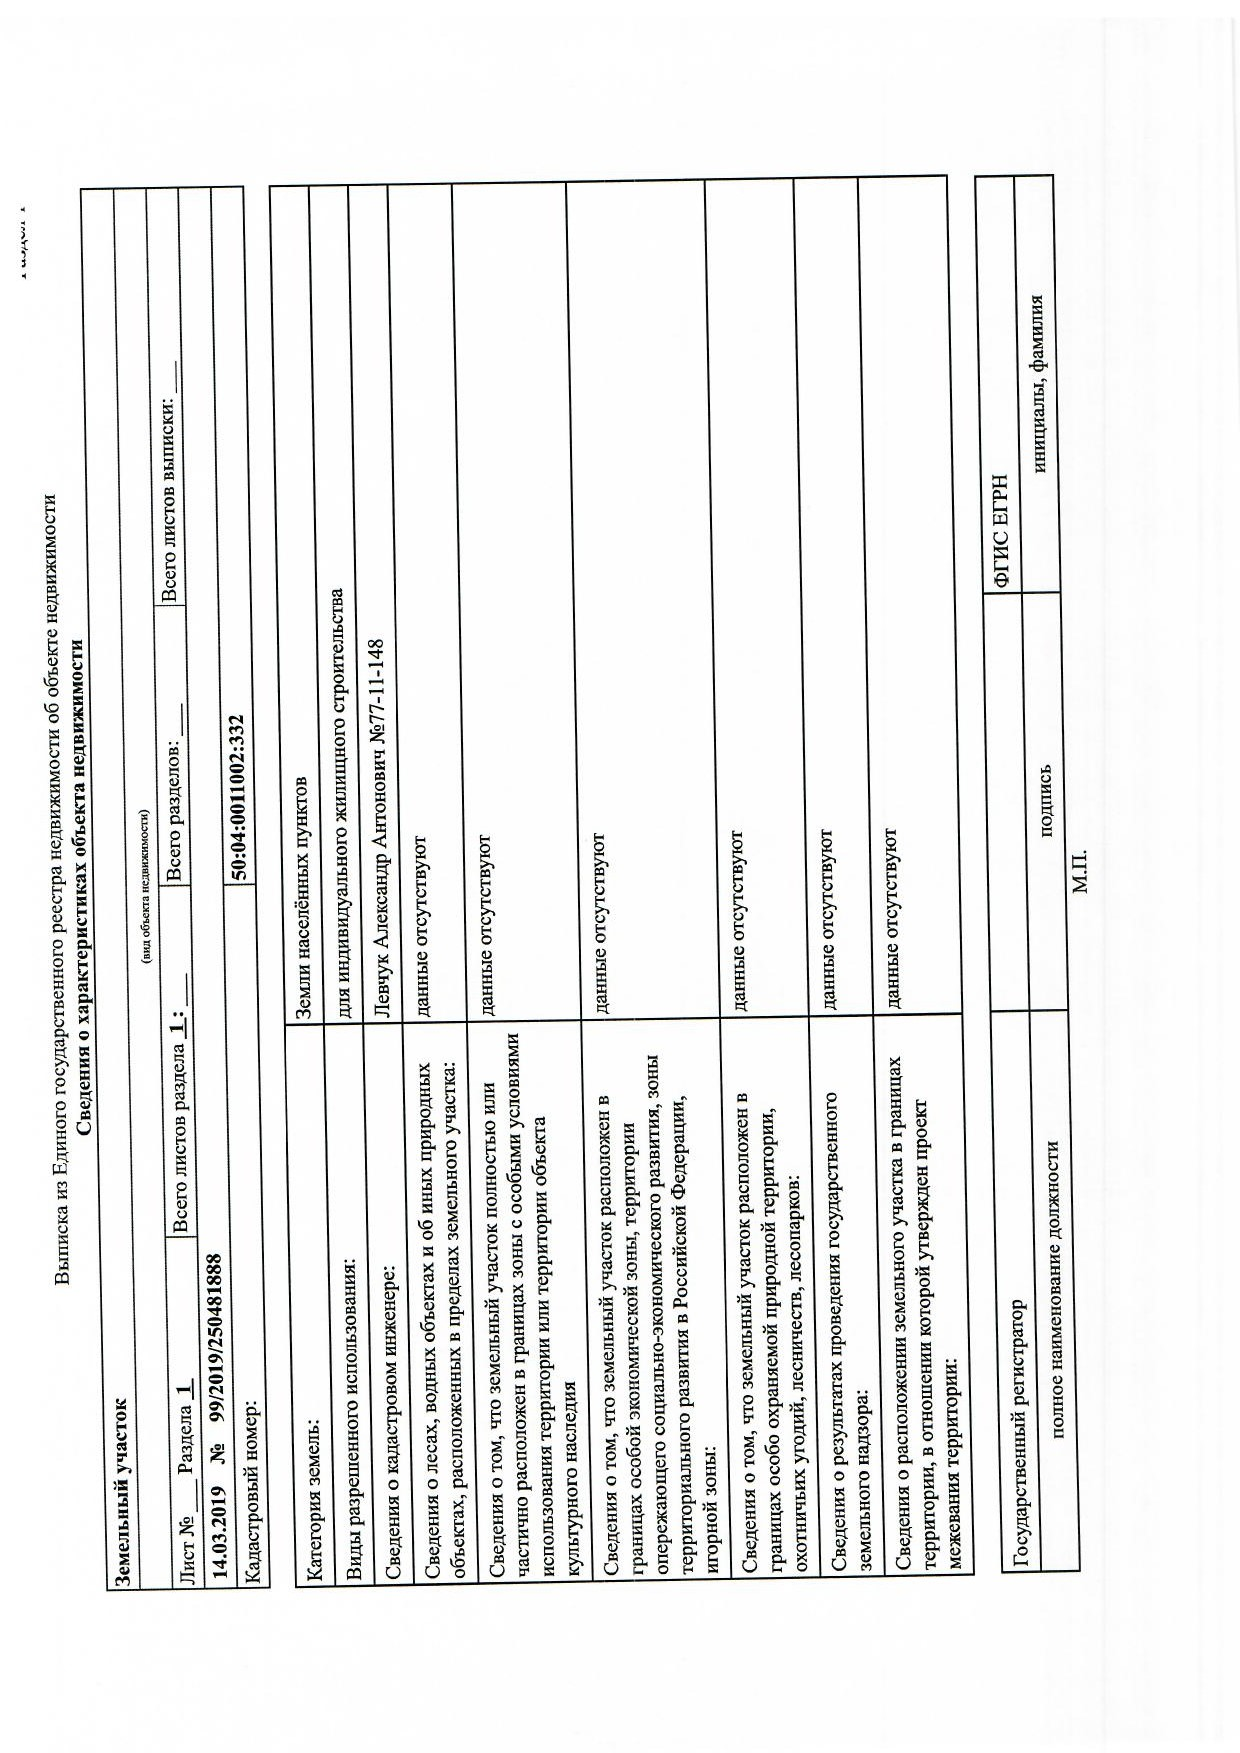 Раздел 1
Выписка из Единого государственного реестра недвижимости об объекте недвижимости
Сведения о характеристиках объекта недвижимости
Земельный участок
(вид объекта недвижимости)
Лист № ___ Раздела 1
Всего листов раздела 1 : ___
Всего разделов: ___
Всего листов выписки: ___
14.03.2019 № 99/2019/250481888
Кадастровый номер:
50:04:0011002:332
Категория земель:
Земли населённых пунктов
Виды разрешенного использования:
для индивидуального жилищного строительства
Сведения о кадастровом инженере:
Левчук Александр Антонович №77-11-148
Сведения о лесах, водных объектах и об иных природных
объектах, расположенных в пределах земельного участка:
данные отсутствуют
Сведения о том, что земельный участок полностью или
частично расположен в границах зоны с особыми условиями
использования территории или территории объекта
культурного наследия
данные отсутствуют
Сведения о том, что земельный участок расположен в
границах особой экономической зоны, территории
опережающего социально-экономического развития, зоны
территориального развития в Российской Федерации,
игорной зоны:
данные отсутствуют
Сведения о том, что земельный участок расположен в
границах особо охраняемой природной территории,
охотничьих угодий, лесничеств, лесопарков:
данные отсутствуют
Сведения о результатах проведения государственного
земельного надзора:
данные отсутствуют
Сведения о расположении земельного участка в границах
территории, в отношении которой утвержден проект
межевания территории:
данные отсутствуют
Государственный регистратор
ФГИС ЕГРН
полное наименование должности
подпись
инициалы, фамилия
М.П.